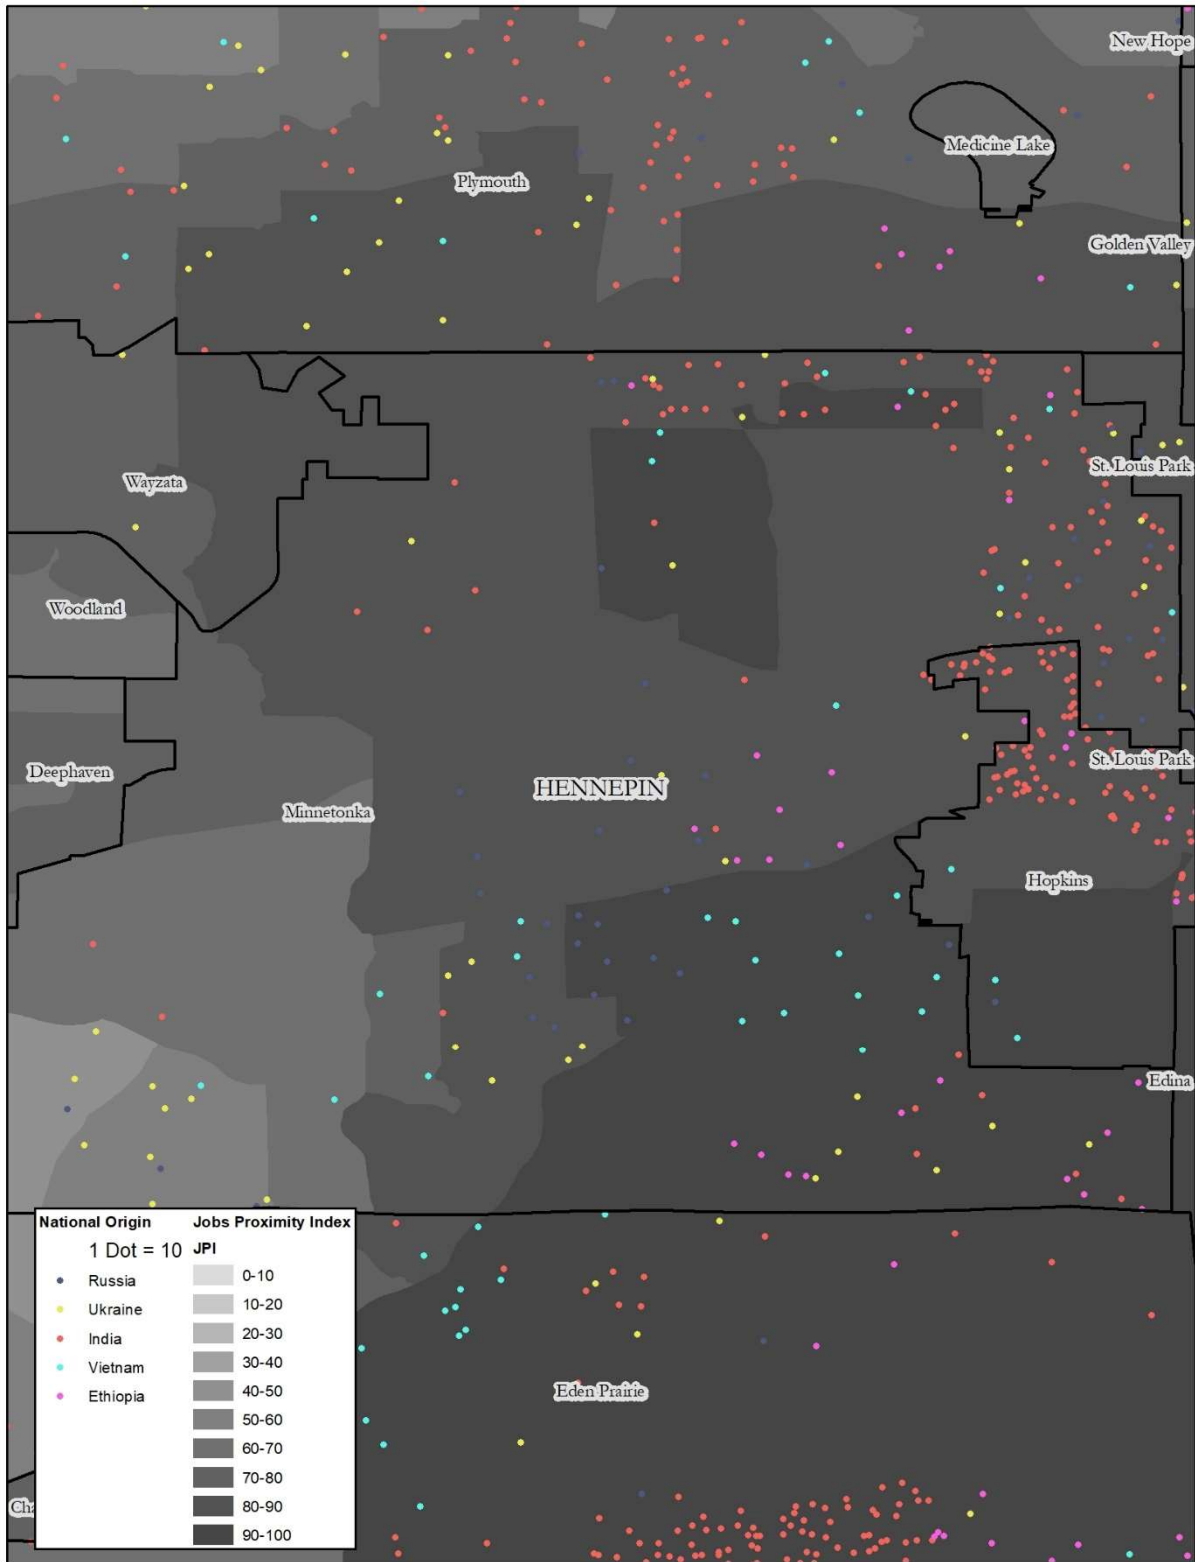 New Hope
Medicine Lake
Plymouth
Golden Valley
St. Louis Park
Wayzata
Woodland
Deephaven
HENNEPIN
St. Louis Park
Minnetonka
Hopkins
Edina
National Origin
1 Dot = 10
Russia
Ukraine
India
Vietnam
Ethiopia
Jobs Proximity Index
JPI
0-10
10-20
20-30
30-40
40-50
50-60
60-70
70-80
80-90
90-100
Eden Prairie
Cha